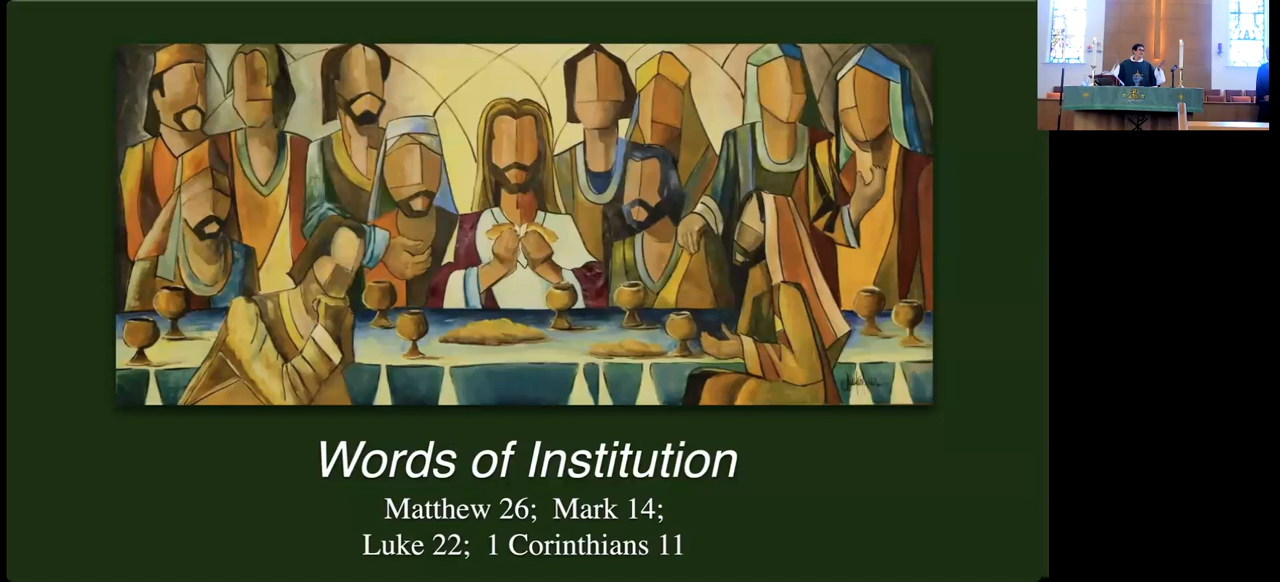 Words of Institution
Matthew 26;  Mark 14;
Luke 22;  1 Corinthians 11